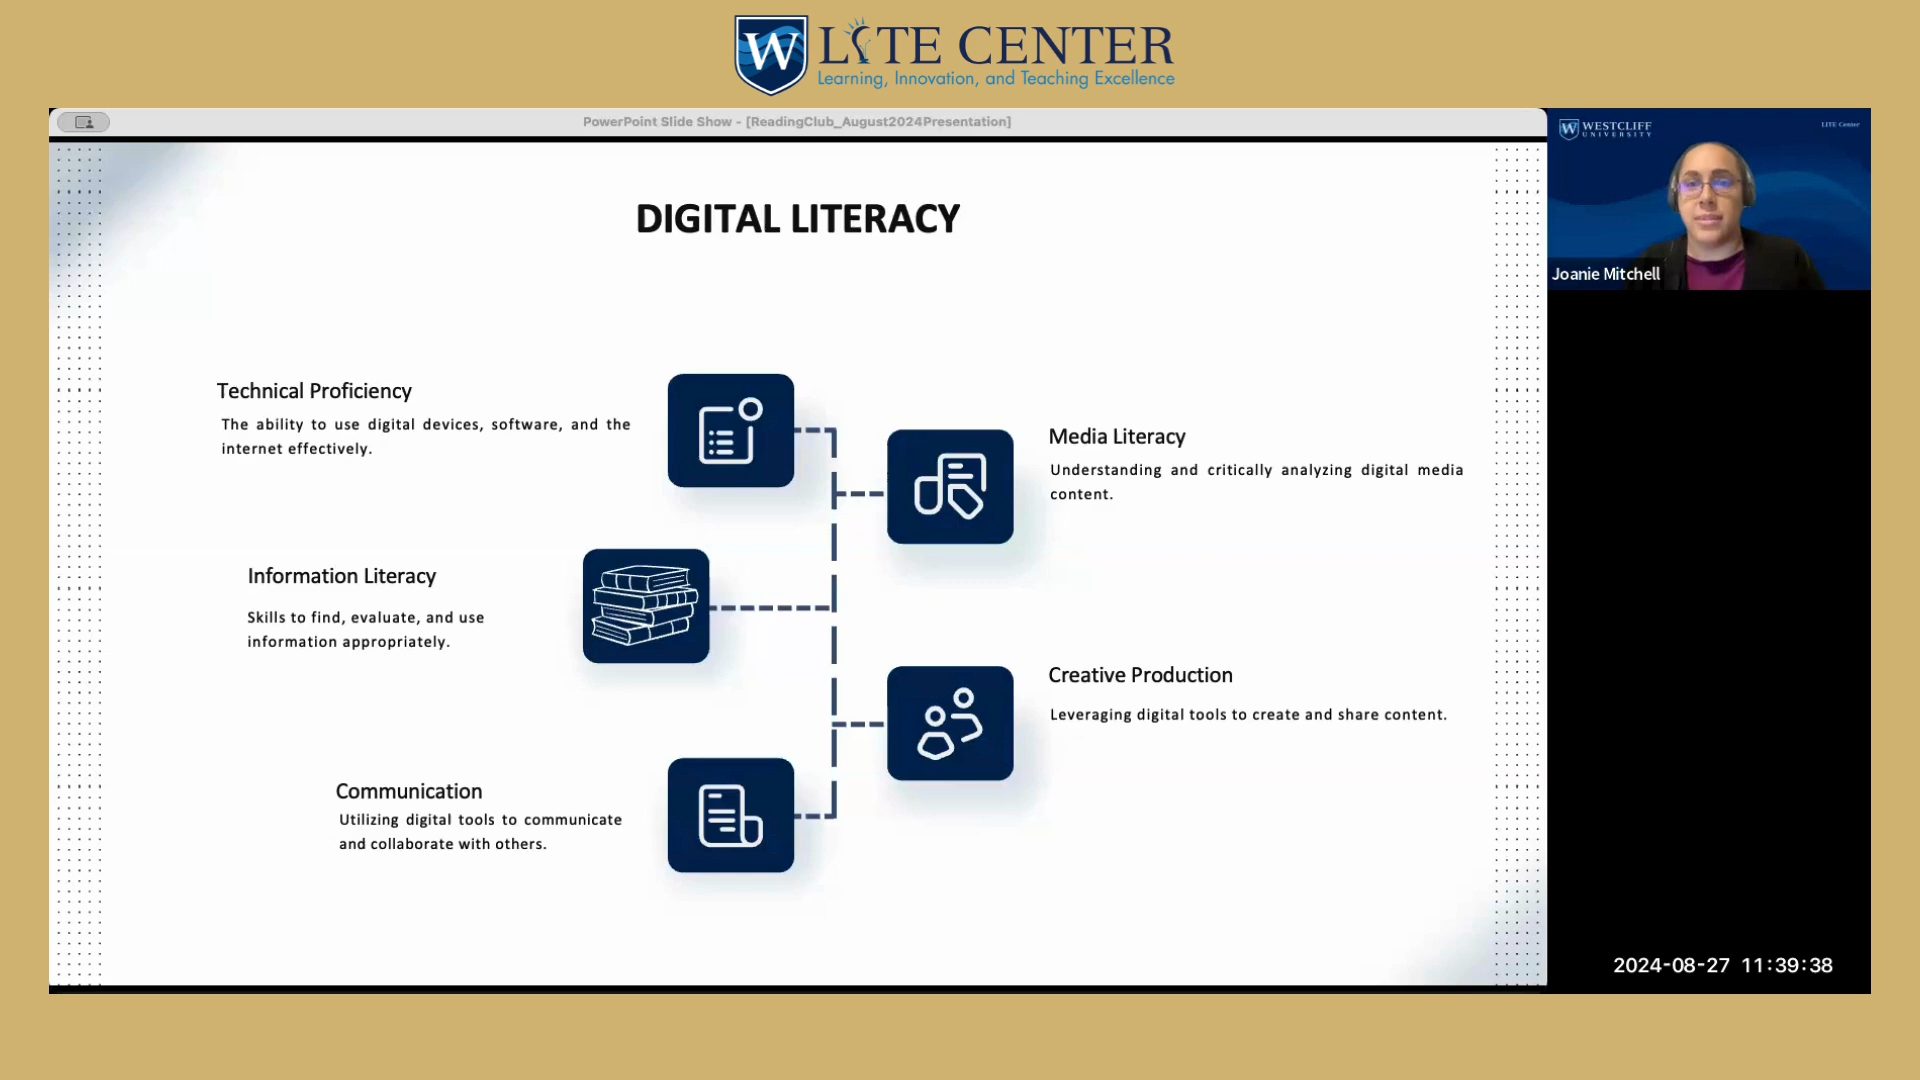 W LITE CENTER
Learning, Innovation, and Teaching Excellence
PowerPoint Slide Show - [ReadingClub_August2024Presentation]
W WESTCLIFF
UNIVERSITY
LITE Center
Joanie Mitchell
DIGITAL LITERACY
Technical Proficiency
The ability to use digital devices, software, and the
internet effectively.
Media Literacy
Understanding and critically analyzing digital media
content.
Information Literacy
Skills to find, evaluate, and use
information appropriately.
Creative Production
Leveraging digital tools to create and share content.
Communication
Utilizing digital tools to communicate
and collaborate with others.
2024-08-27 11:39:38